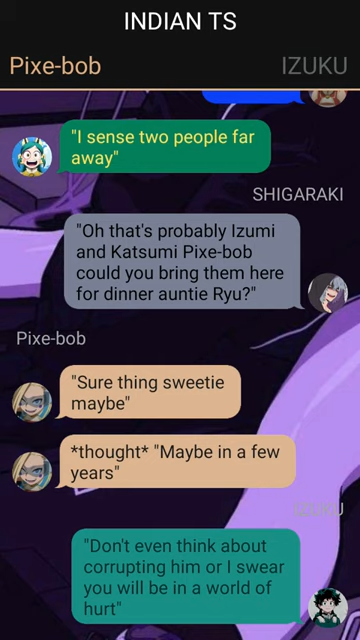 INDIAN TS
Pixe-bob
IZUKU
"I sense two people far
away"
SHIGARAKI
"Oh that's probably Izumi
and Katsumi Pixe-bob
could you bring them here
for dinner auntie Ryu?"
Pixe-bob
"Sure thing sweetie
maybe"
*thought* "Maybe in a few
years"
IZUKU
"Don't even think about
corrupting him or I swear
you will be in a world of
hurt"